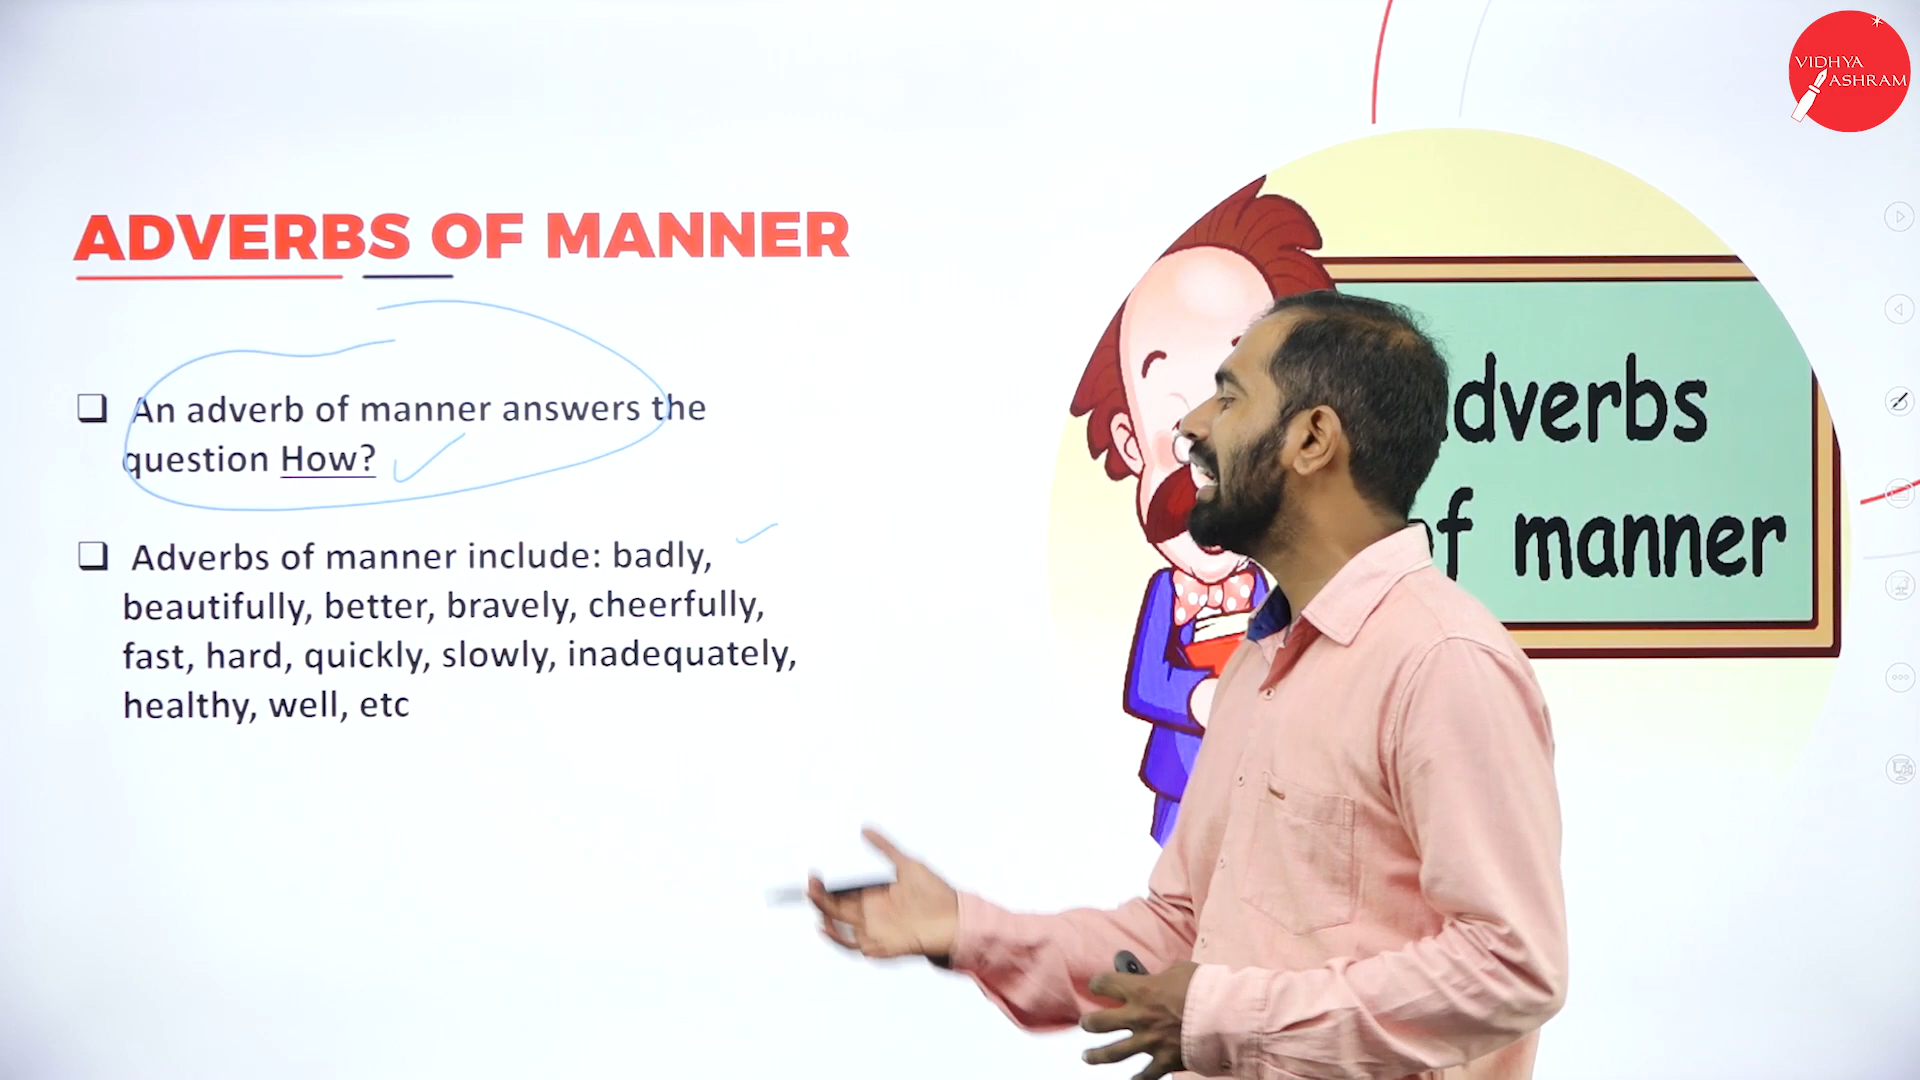 VIDHYA
ASHRAM
ADVERBS OF MANNER
An adverb of manner answers the
question How?
Adverbs of manner include: badly,
beautifully, better, bravely, cheerfully,
fast, hard, quickly, slowly, inadequately,
healthy, well, etc
dverbs
of manner